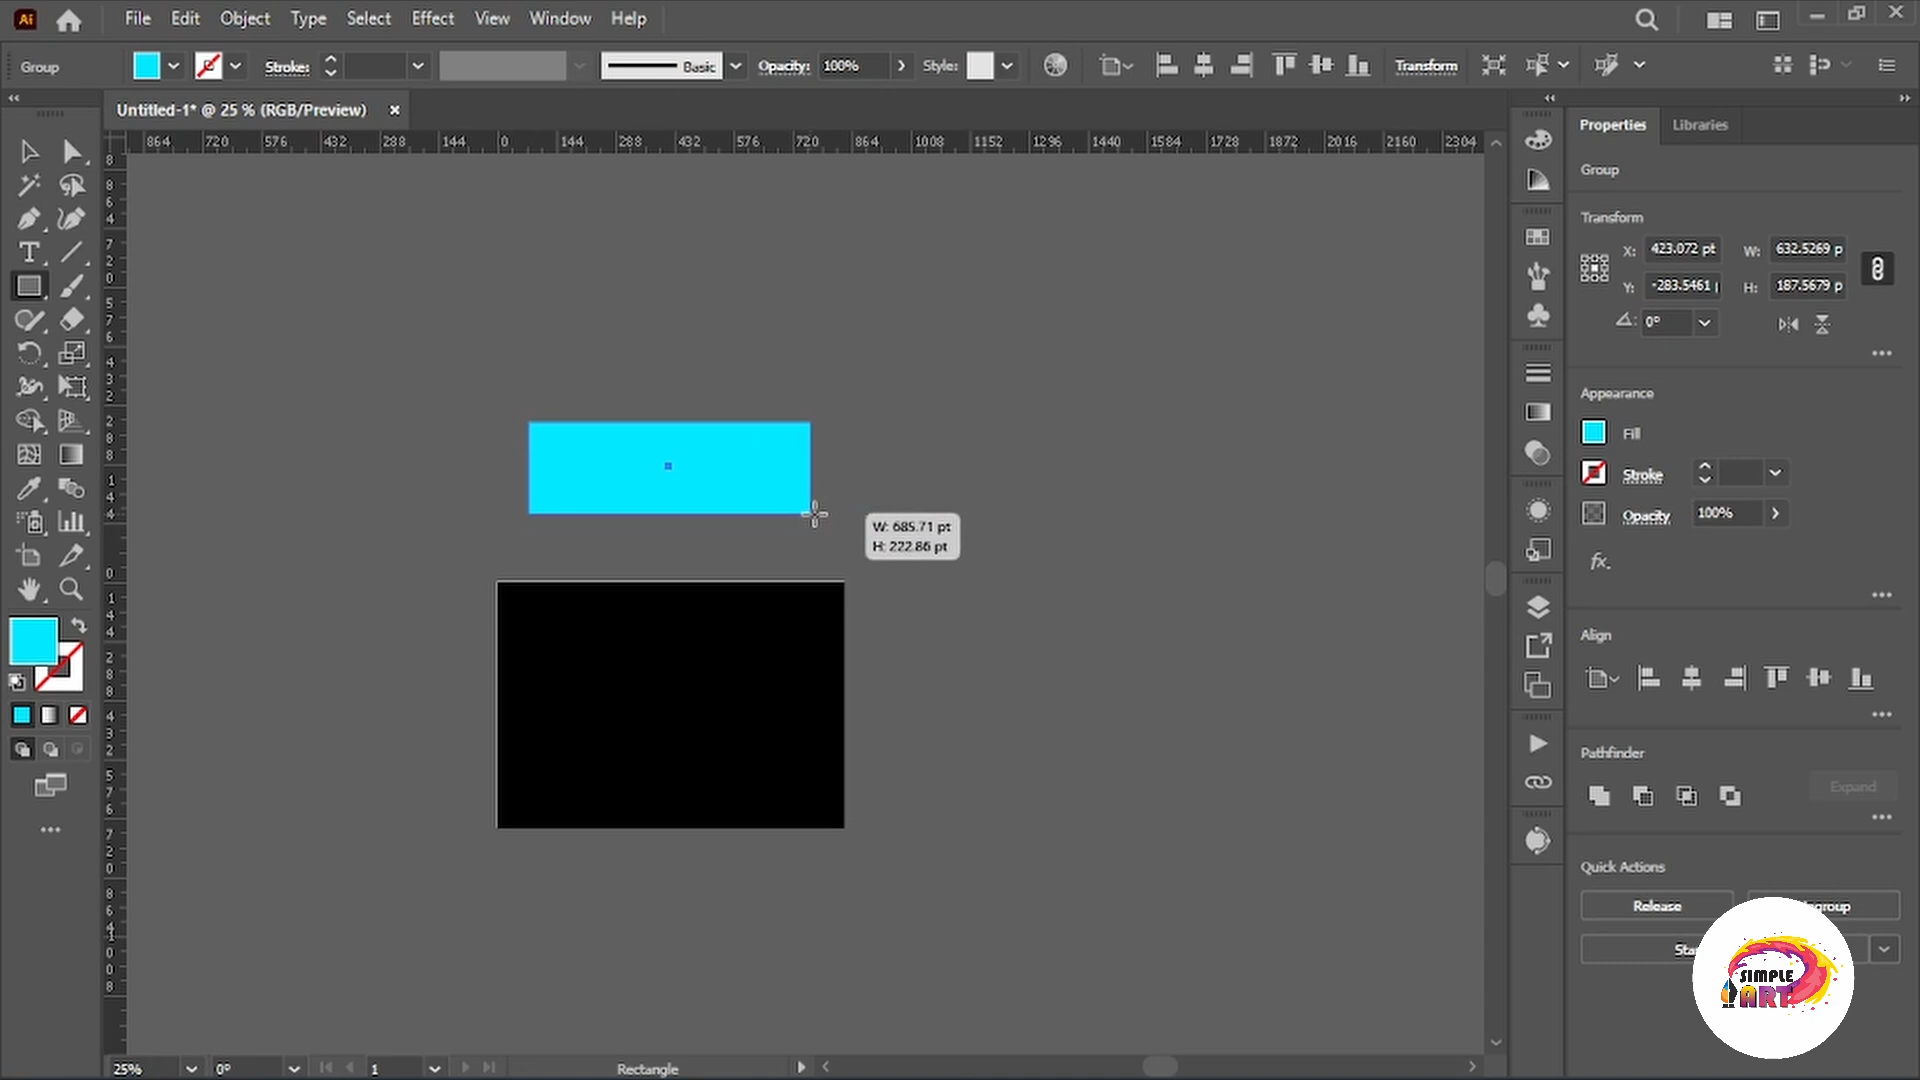 Ai File Edit Object Type Select Effect View Window Help
Group Stroke: Basic Opacity: 100% Style: Transform
Untitled-1* @ 25 % (RGB/Preview)
864 720 576 432 288 144 0 144 288 432 576 720 864 1008 1152 1296 1440 1584 1728 1872 2016 2160 2304
Properties Libraries
Group
Transform
X: 423.072 pt W: 632.5269 p
Y: -283.5461 H: 187.5679 p
0°
Appearance
Fill
Stroke
Opacity 100%
fx.
Align
Pathfinder
Expand
Quick Actions
Release
W: 685.71 pt
H: 222.86 pt
SIMPLE
ART
25% 0° 1 Rectangle